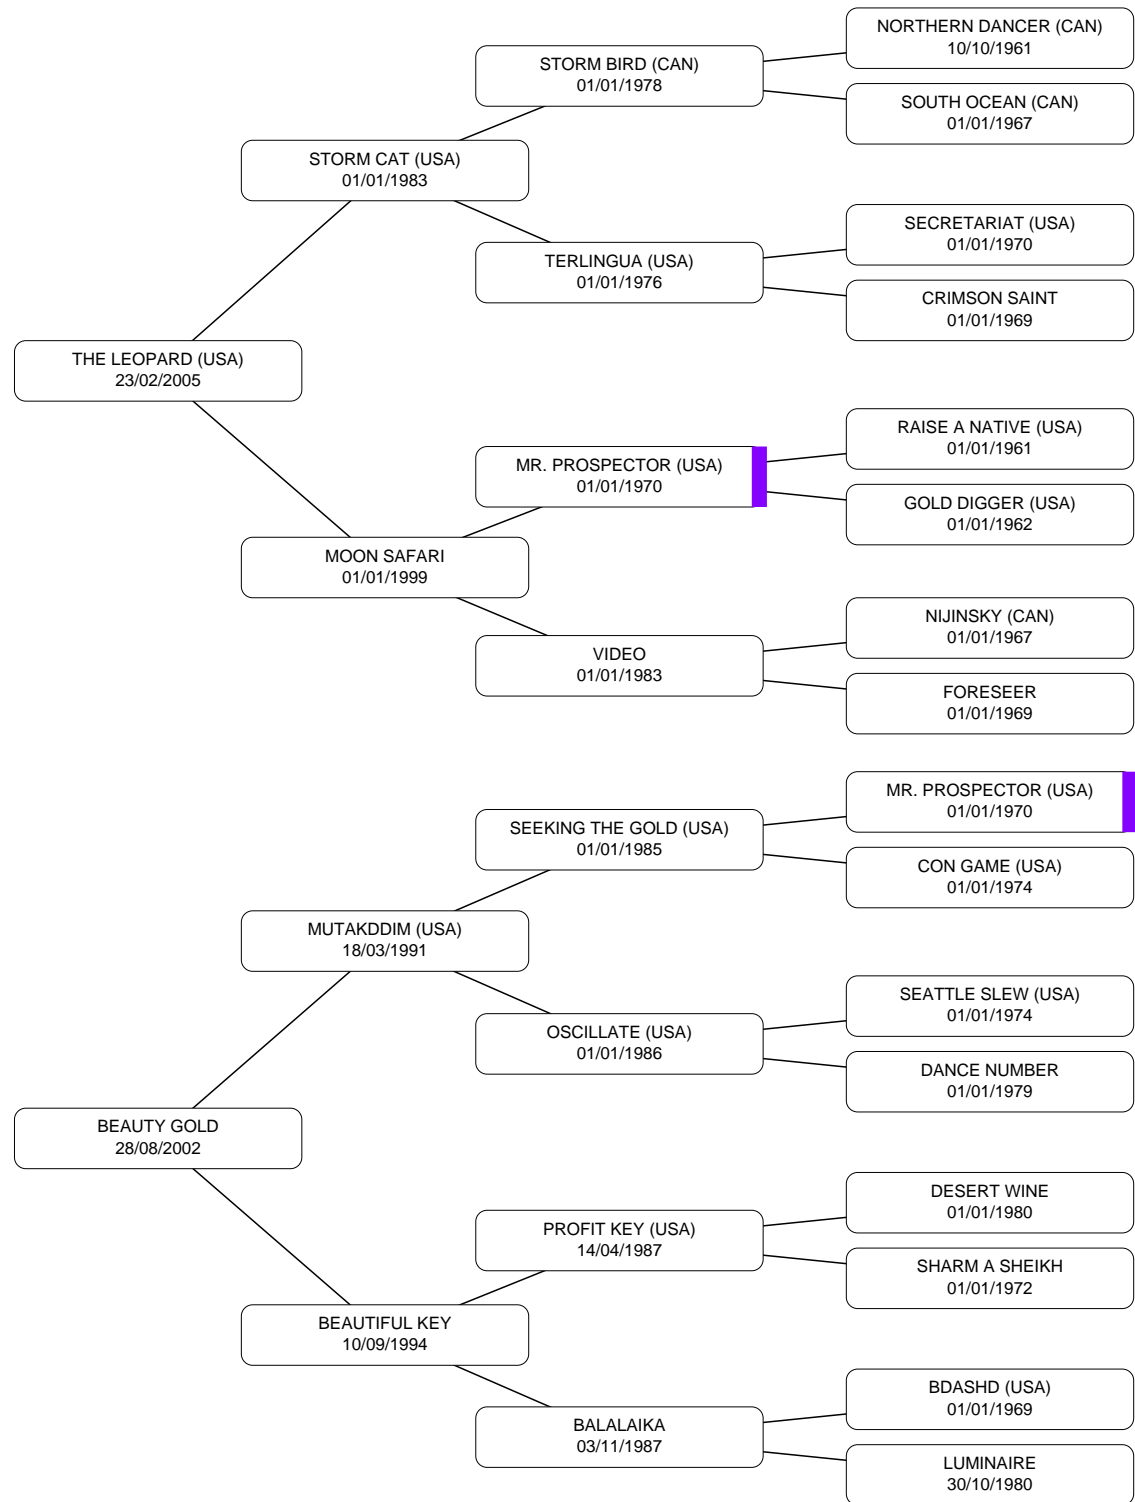 NORTHERN DANCER (CAN)
10/10/1961
STORM BIRD (CAN)
01/01/1978
SOUTH OCEAN (CAN)
01/01/1967
STORM CAT (USA)
01/01/1983
SECRETARIAT (USA)
01/01/1970
TERLINGUA (USA)
01/01/1976
CRIMSON SAINT
01/01/1969
THE LEOPARD (USA)
23/02/2005
RAISE A NATIVE (USA)
01/01/1961
MR. PROSPECTOR (USA)
01/01/1970
GOLD DIGGER (USA)
01/01/1962
MOON SAFARI
01/01/1999
NIJINSKY (CAN)
01/01/1967
VIDEO
01/01/1983
FORESEER
01/01/1969
MR. PROSPECTOR (USA)
01/01/1970
SEEKING THE GOLD (USA)
01/01/1985
CON GAME (USA)
01/01/1974
MUTAKDDIM (USA)
18/03/1991
SEATTLE SLEW (USA)
01/01/1974
OSCILLATE (USA)
01/01/1986
DANCE NUMBER
01/01/1979
BEAUTY GOLD
28/08/2002
DESERT WINE
01/01/1980
PROFIT KEY (USA)
14/04/1987
SHARM A SHEIKH
01/01/1972
BEAUTIFUL KEY
10/09/1994
BDASHD (USA)
01/01/1969
BALALAIKA
03/11/1987
LUMINAIRE
30/10/1980